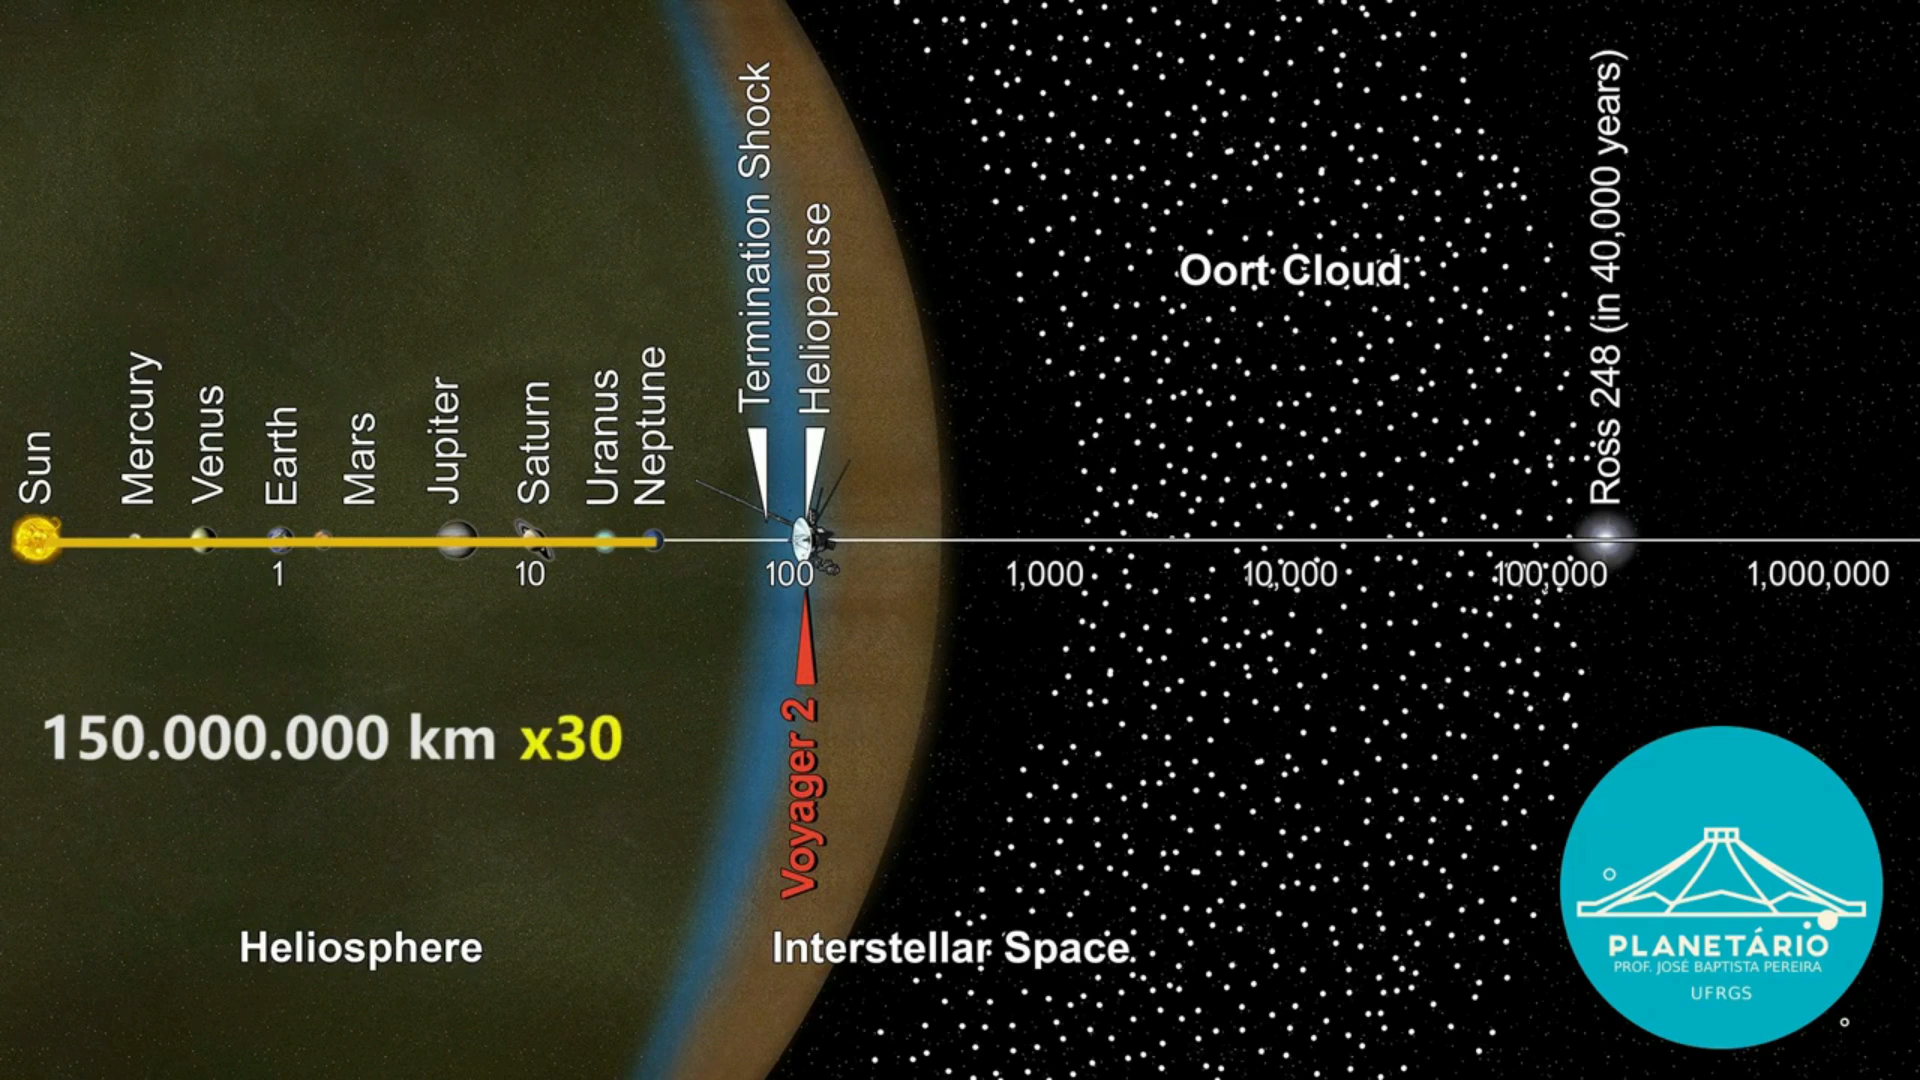 Sun
Mercury
Venus
Earth
Mars
Jupiter
Saturn
Uranus
Neptune
Termination Shock
Heliopause
Oort Cloud
Ross 248 (in 40,000 years)
1
10
100
1,000
10,000
100,000
1,000,000
150.000.000 km x30
Voyager 2
Heliosphere
Interstellar Space
PLANETÁRIO
PROF. JOSÉ BAPTISTA PEREIRA
UFRGS